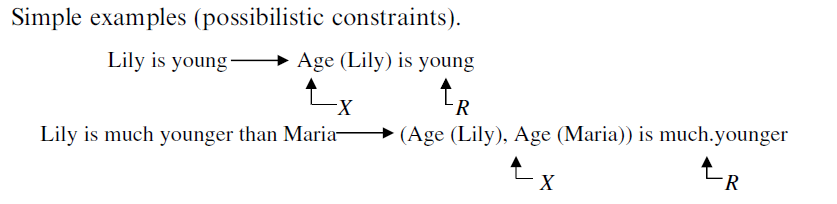 Simple examples (possibilistic constraints).
Lily is young Age (Lily) is young
X R
Lily is much younger than Maria (Age (Lily), Age (Maria)) is much.younger
X R